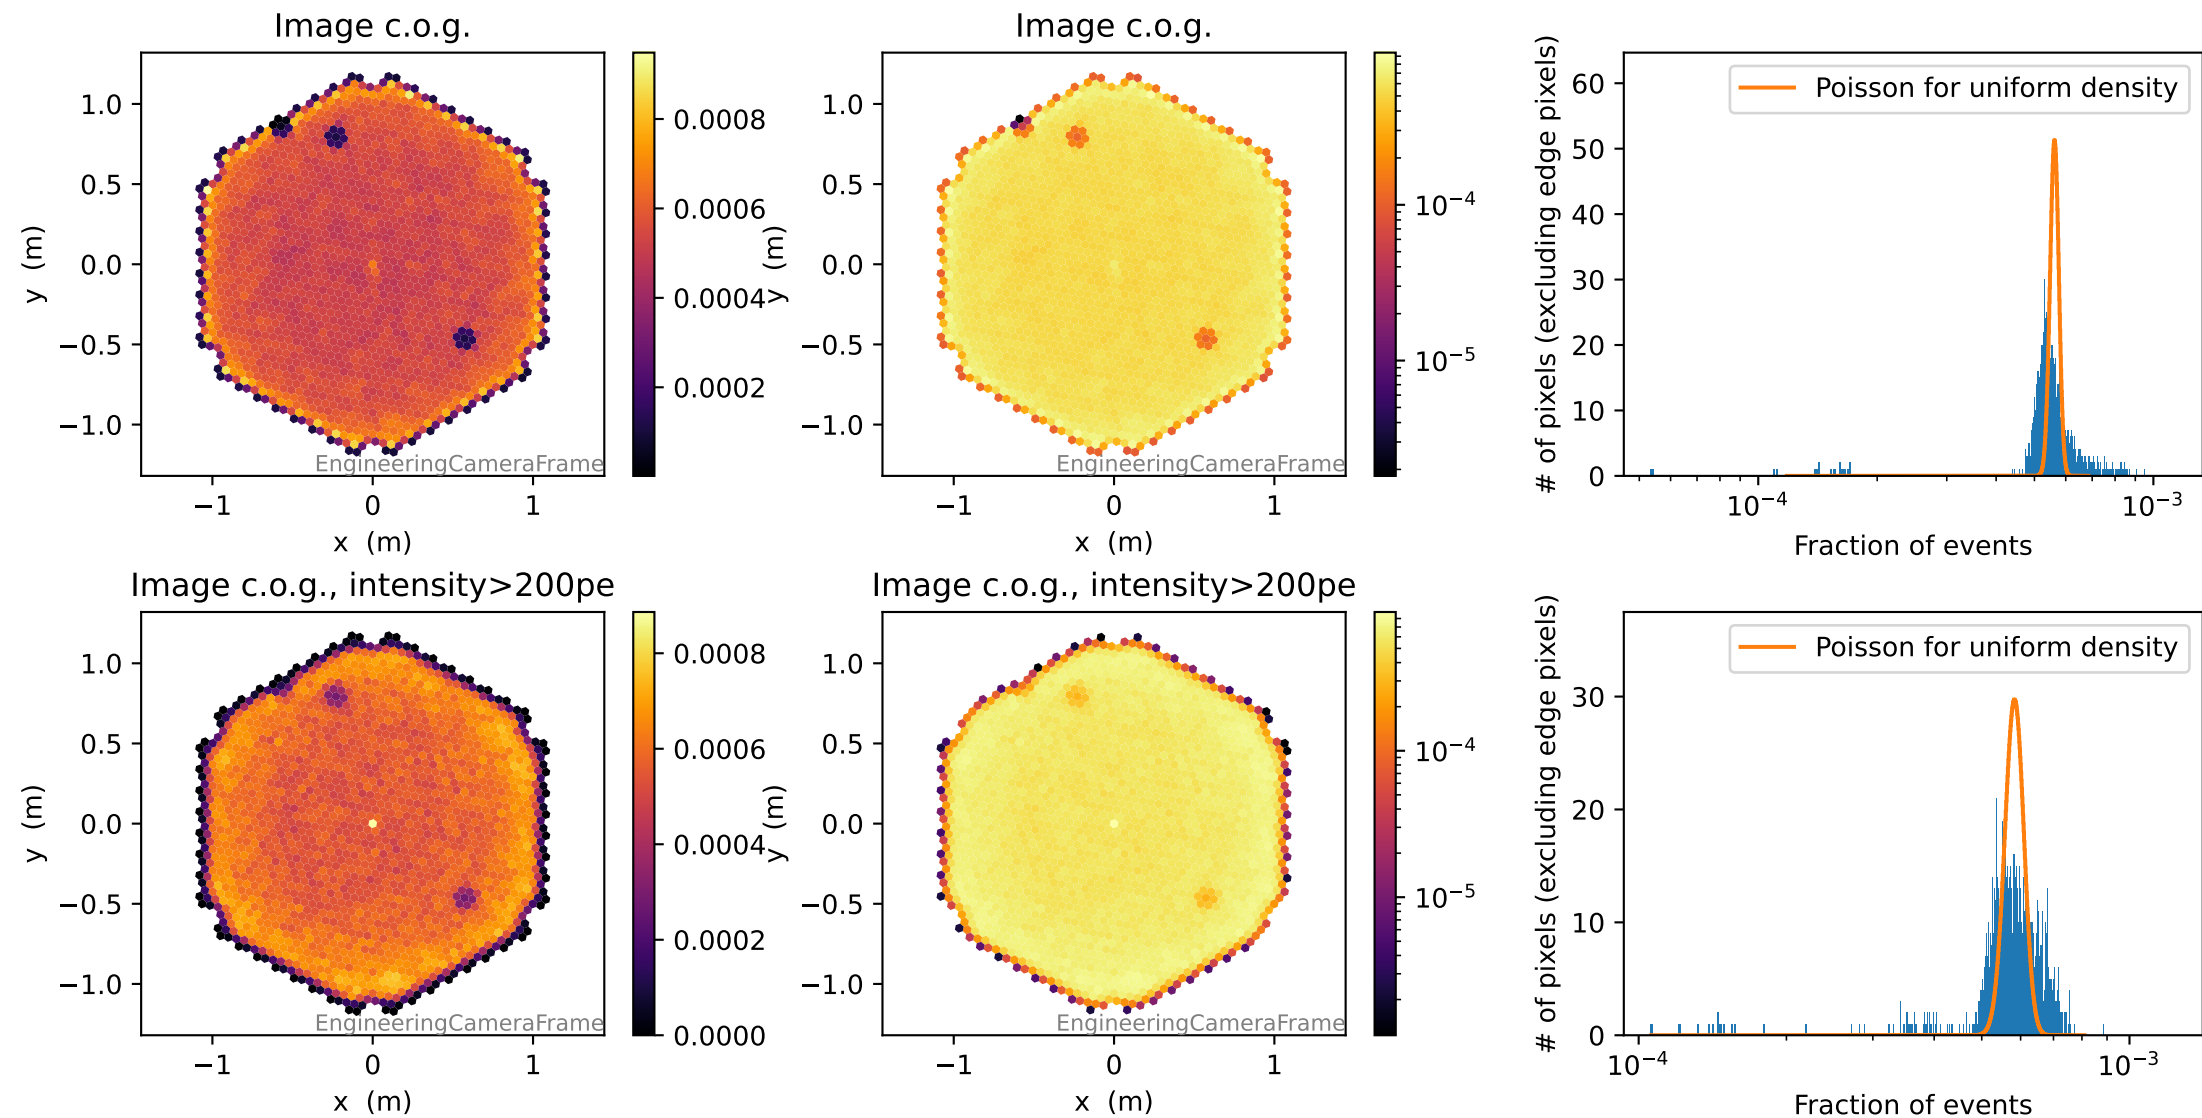 Image c.o.g.
1.0
0.5
0.0
−0.5
−1.0
y (m)
−1
0
1
x (m)
EngineeringCameraFrame
0.0008
0.0006
0.0004
0.0002
Image c.o.g.
1.0
0.5
0.0
−0.5
−1.0
y (m)
−1
0
1
x (m)
EngineeringCameraFrame
10⁻⁴
10⁻⁵
Poisson for uniform density
60
50
40
30
20
10
0
# of pixels (excluding edge pixels)
10⁻⁴
10⁻³
Fraction of events
Image c.o.g., intensity>200pe
1.0
0.5
0.0
−0.5
−1.0
y (m)
−1
0
1
x (m)
EngineeringCameraFrame
0.0008
0.0006
0.0004
0.0002
0.0000
Image c.o.g., intensity>200pe
1.0
0.5
0.0
−0.5
−1.0
y (m)
−1
0
1
x (m)
EngineeringCameraFrame
10⁻⁴
10⁻⁵
Poisson for uniform density
30
20
10
0
# of pixels (excluding edge pixels)
10⁻⁴
10⁻³
Fraction of events